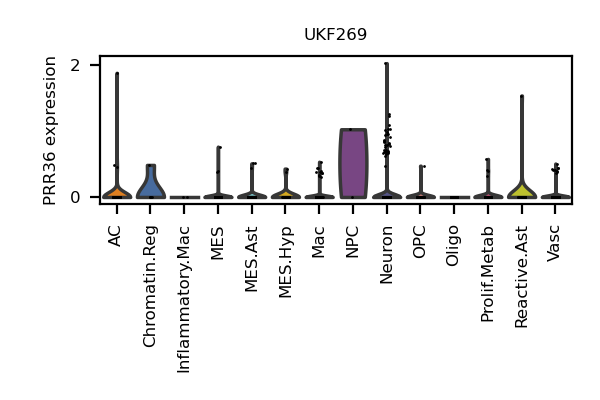 UKF269
PRR36 expression
2
0
AC
Chromatin.Reg
Inflammatory.Mac
MES
MES.Ast
MES.Hyp
Mac
NPC
Neuron
OPC
Oligo
Prolif.Metab
Reactive.Ast
Vasc